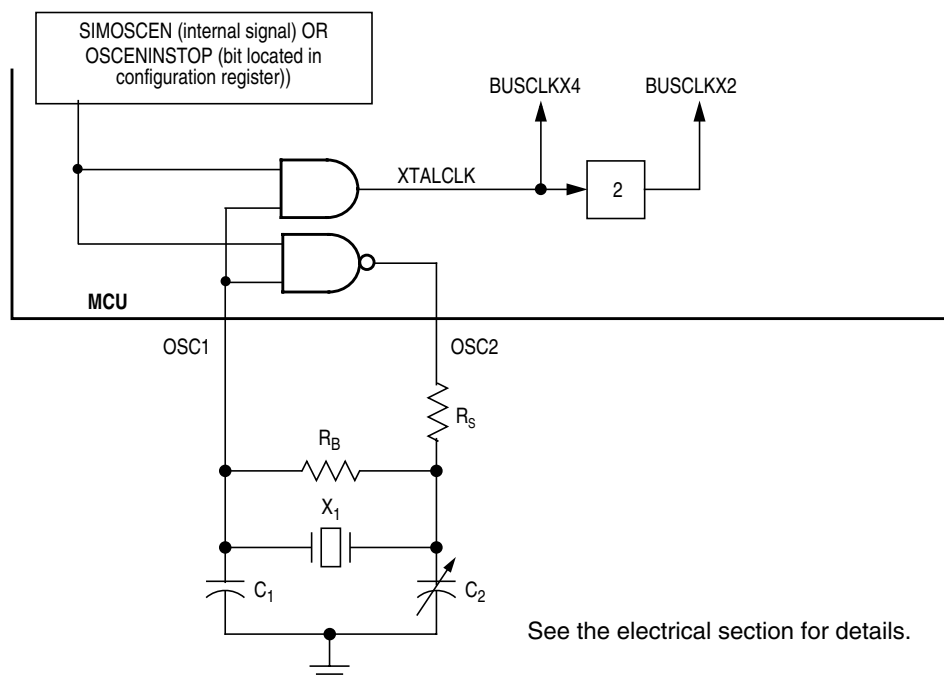 SIMOSCEN (internal signal) OR
OSCENINSTOP (bit located in
configuration register))
BUSCLKX4
BUSCLKX2
XTALCLK
2
MCU
OSC1
OSC2
RS
RB
X1
C1
C2
See the electrical section for details.